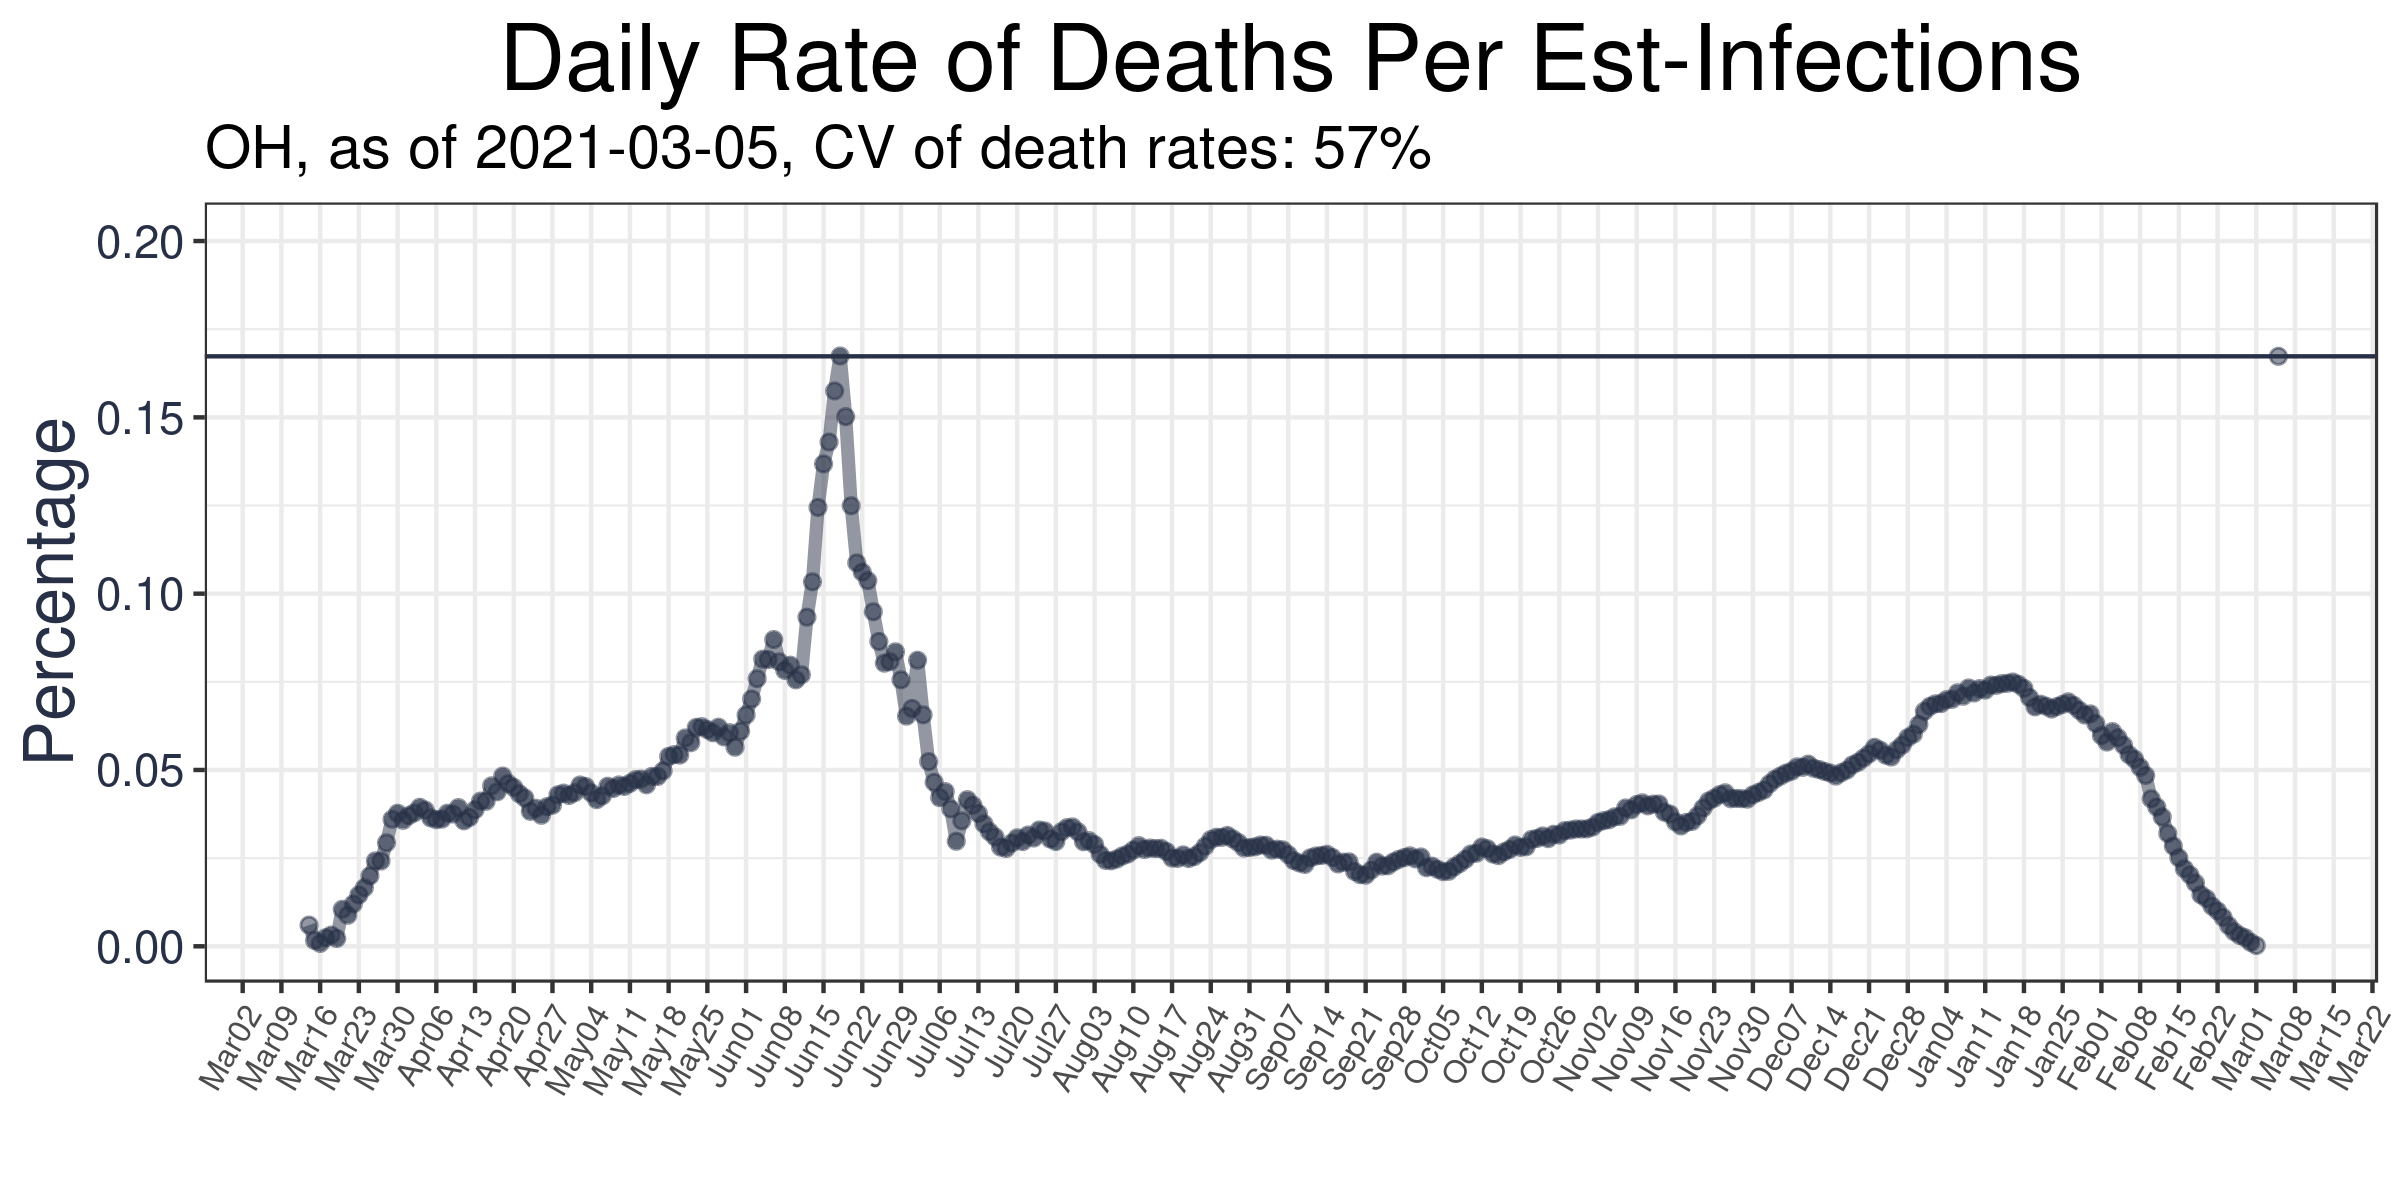 Daily Rate of Deaths Per Est-Infections
OH, as of 2021-03-05, CV of death rates: 57%
Percentage
0.20
0.15
0.10
0.05
0.00
Mar02 Mar09 Mar16 Mar23 Mar30 Apr06 Apr13 Apr20 Apr27 May04 May11 May18 May25 Jun01 Jun08 Jun15 Jun22 Jun29 Jul06 Jul13 Jul20 Jul27 Aug03 Aug10 Aug17 Aug24 Aug31 Sep07 Sep14 Sep21 Sep28 Oct05 Oct12 Oct19 Oct26 Nov02 Nov09 Nov16 Nov23 Nov30 Dec07 Dec14 Dec21 Dec28 Jan04 Jan11 Jan18 Jan25 Feb01 Feb08 Feb15 Feb22 Mar01 Mar08 Mar15 Mar22